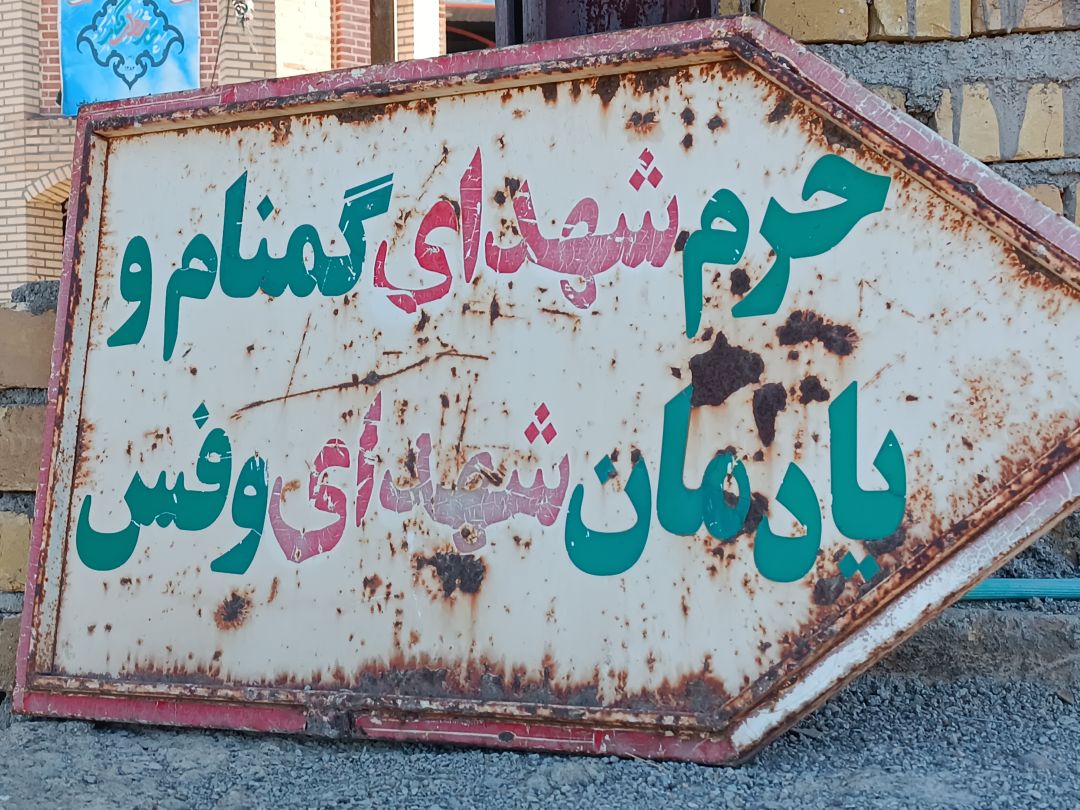 حرم شهدای گمنام و
یادمان شهدای وفس